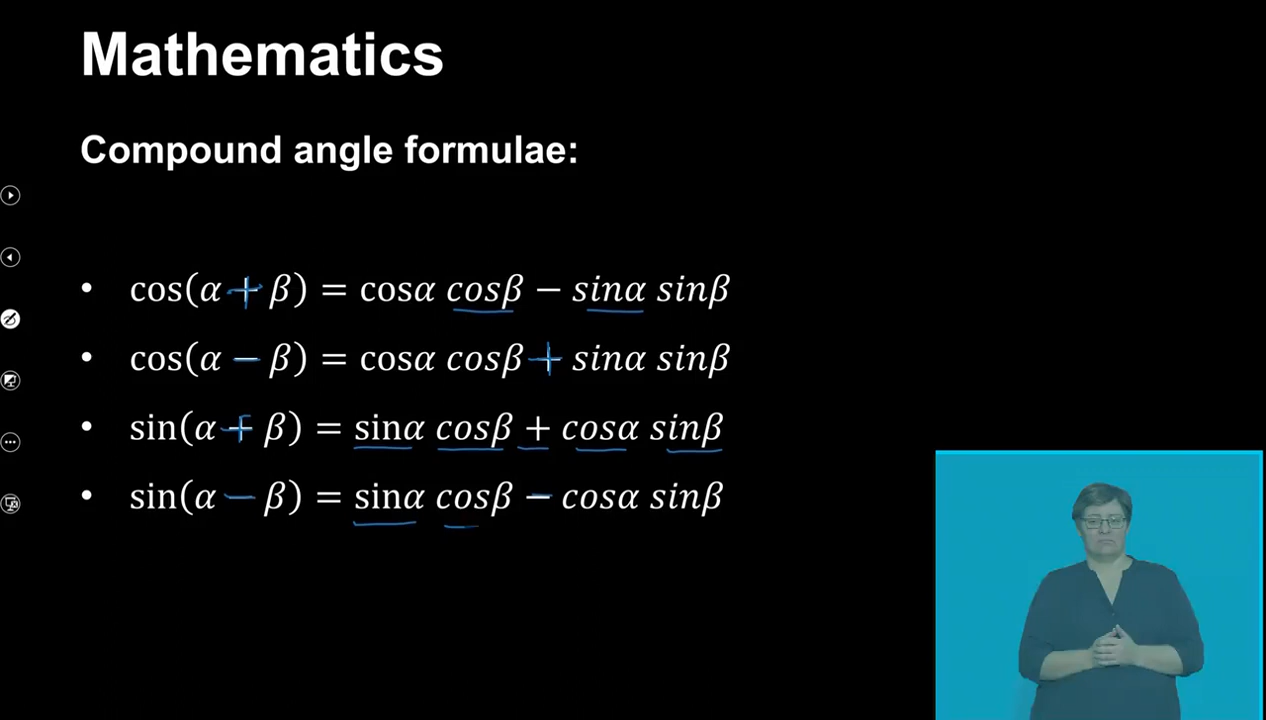 Mathematics
Compound angle formulae:
• cos(α + β) = cosα cosβ − sinα sinβ
• cos(α − β) = cosα cosβ + sinα sinβ
• sin(α + β) = sinα cosβ + cosα sinβ
• sin(α − β) = sinα cosβ − cosα sinβ